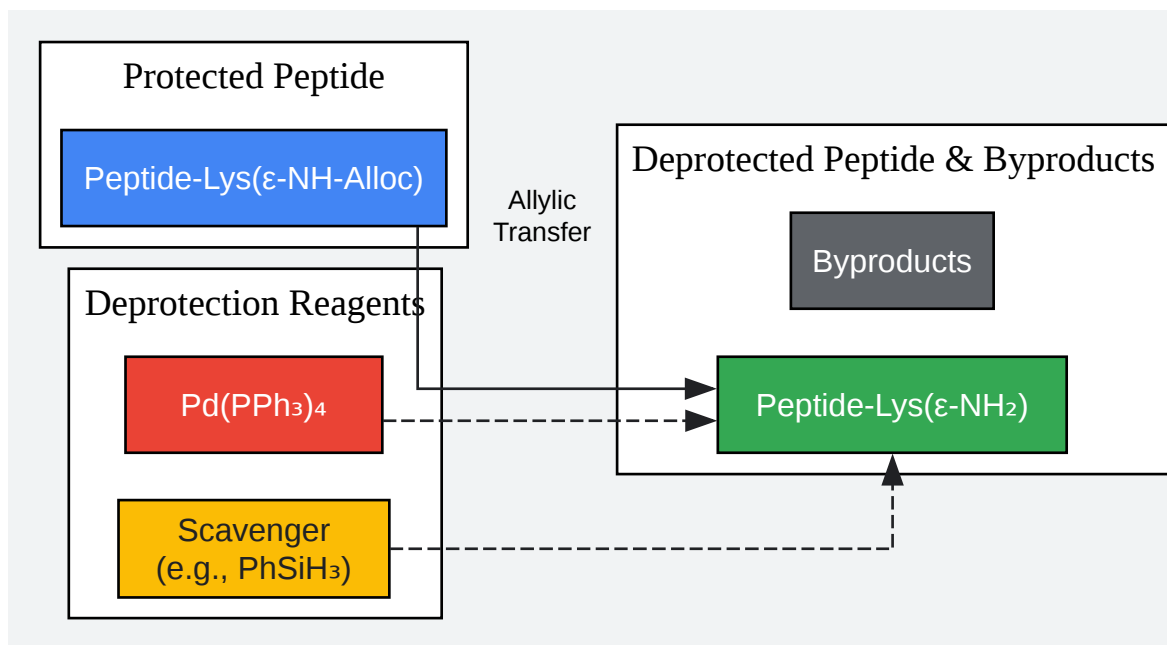 Protected Peptide
Peptide-Lys(ε-NH-Alloc)
Allylic
Transfer
Deprotection Reagents
Pd(PPh₃)₄
Scavenger
(e.g., PhSiH₃)
Deprotected Peptide & Byproducts
Byproducts
Peptide-Lys(ε-NH₂)